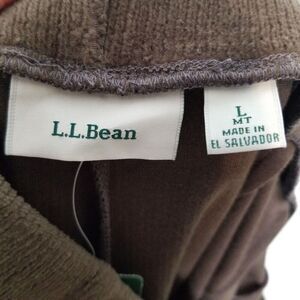 L.L.Bean
L
MT
MADE IN
EL SALVADOR